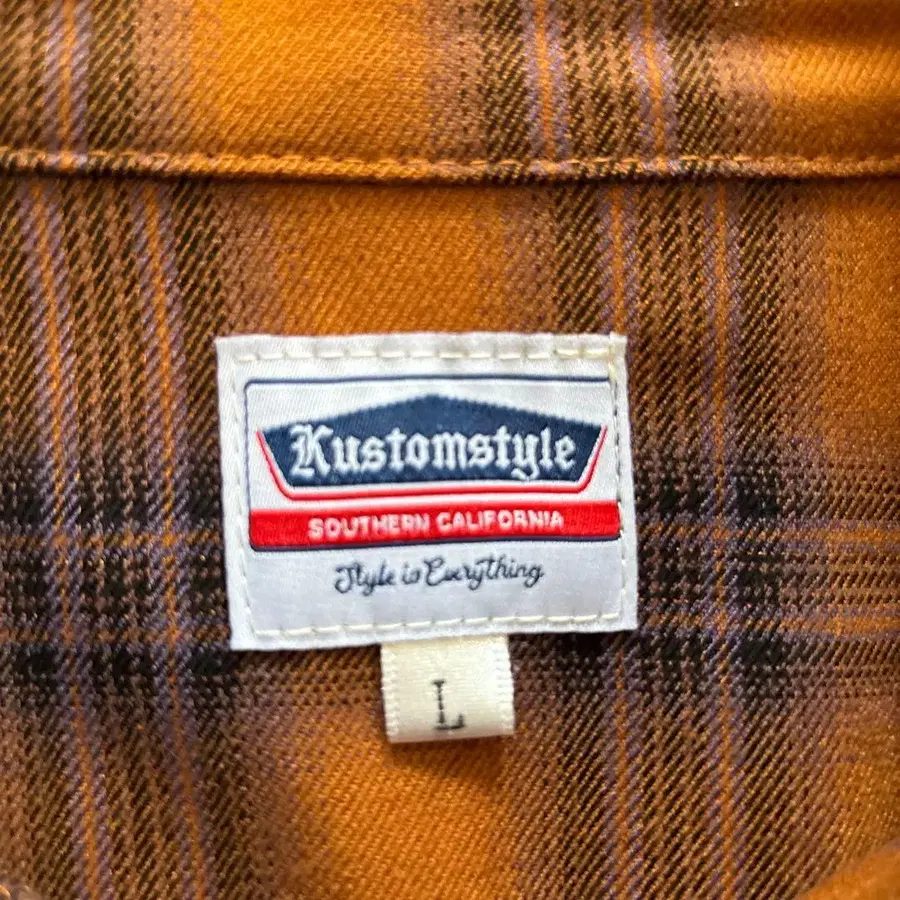 Kustomstyle
SOUTHERN CALIFORNIA
Style is Everything
L